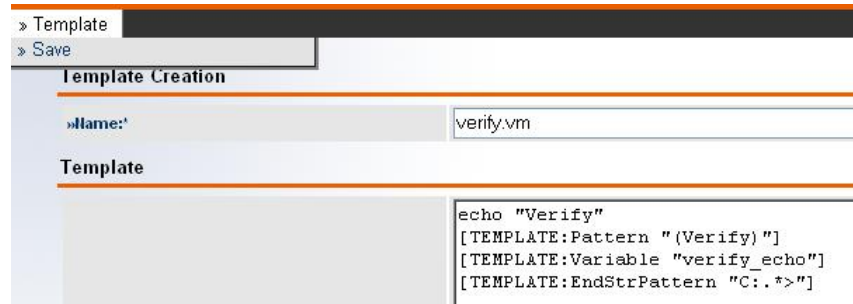 » Template
» Save
Template Creation
»Name:*
verify.vm
Template
echo "Verify"
[TEMPLATE:Pattern "(Verify)"]
[TEMPLATE:Variable "verify_echo"]
[TEMPLATE:EndStrPattern "C:.*>"]